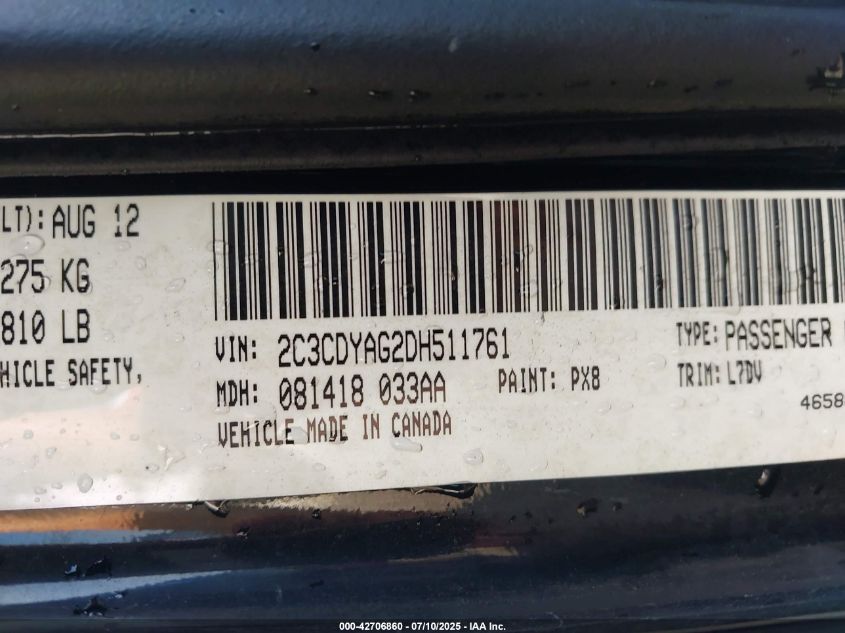 LT): AUG 12
275 KG
810 LB
HICLE SAFETY,
VIN: 2C3CDYAG2DH511761
TYPE: PASSENGER
MDH: 081418 033AA
PAINT: PX8
TRIM: L7DV
VEHICLE MADE IN CANADA
4658
000-42706860 - 07/10/2025 - IAA Inc.